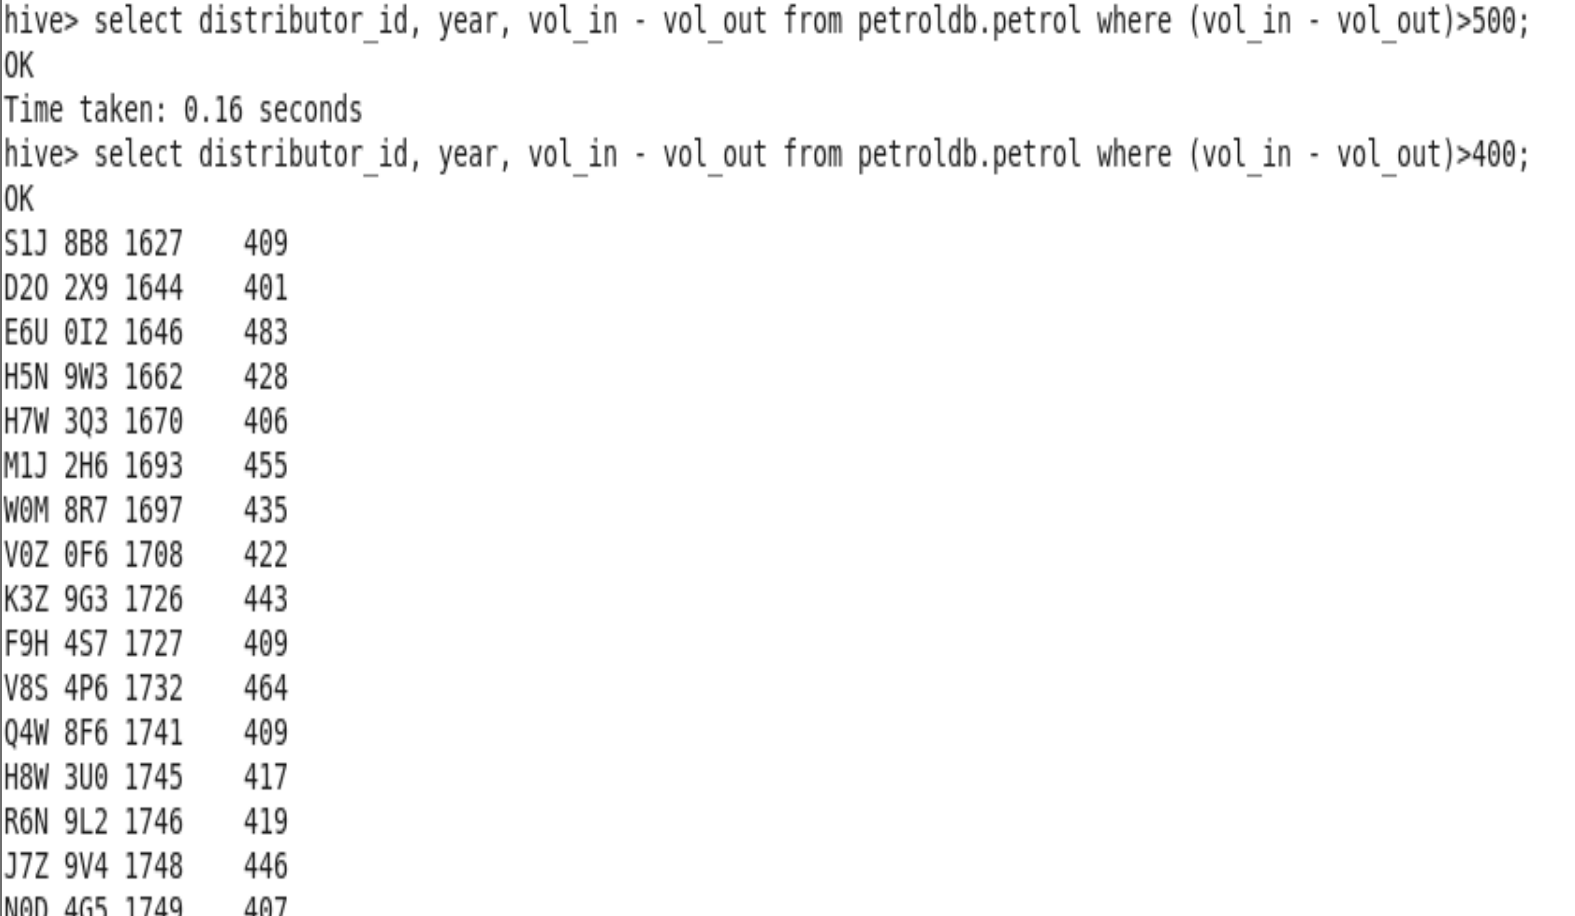 hive> select distributor_id, year, vol_in - vol_out from petroldb.petrol where (vol_in - vol_out)>500;
OK
Time taken: 0.16 seconds
hive> select distributor_id, year, vol_in - vol_out from petroldb.petrol where (vol_in - vol_out)>400;
OK
S1J 8B8 1627 409
D2O 2X9 1644 401
E6U 0I2 1646 483
H5N 9W3 1662 428
H7W 3Q3 1670 406
M1J 2H6 1693 455
W0M 8R7 1697 435
V0Z 0F6 1708 422
K3Z 9G3 1726 443
F9H 4S7 1727 409
V8S 4P6 1732 464
Q4W 8F6 1741 409
H8W 3U0 1745 417
R6N 9L2 1746 419
J7Z 9V4 1748 446
N0D 4G5 1749 407